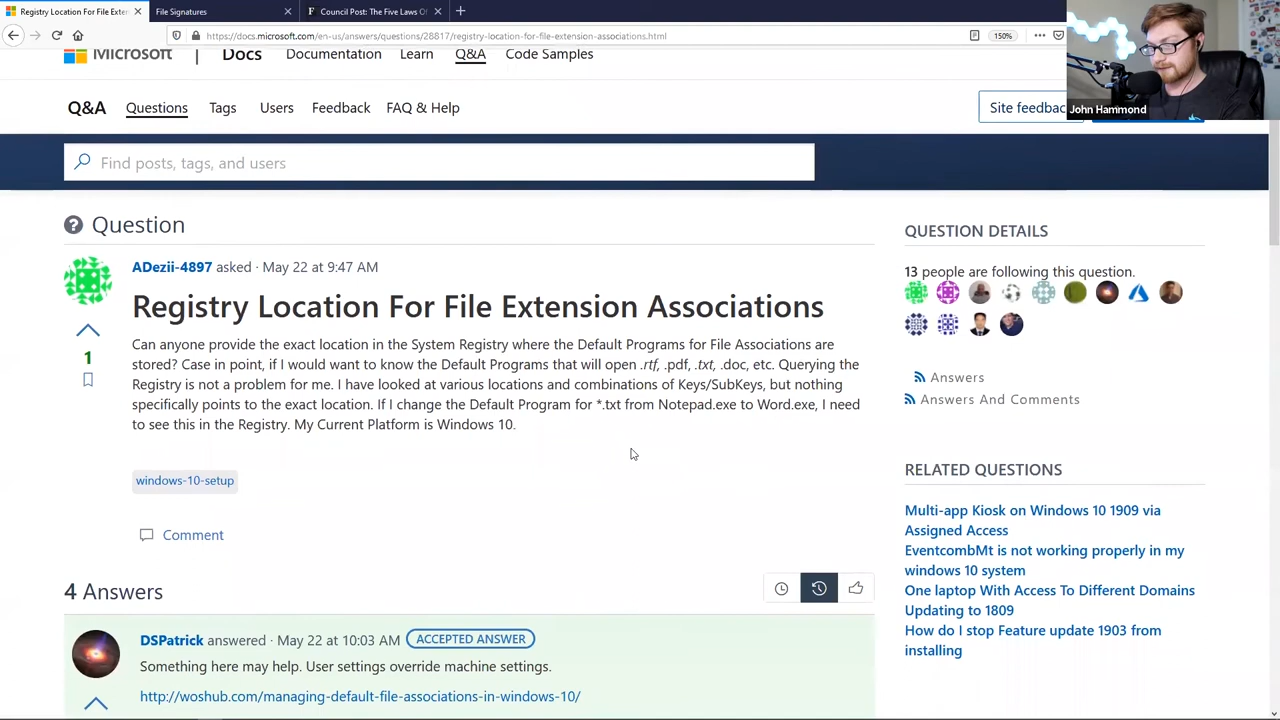 Registry Location For File Exten
File Signatures
Council Post: The Five Laws O
https://docs.microsoft.com/en-us/answers/questions/28817/registry-location-for-file-extension-associations.html
150%
John Hammond
Microsoft | Docs Documentation Learn Q&A Code Samples
Q&A Questions Tags Users Feedback FAQ & Help
Site feedbac
Find posts, tags, and users
Question
ADezii-4897 asked · May 22 at 9:47 AM
Registry Location For File Extension Associations
1
Can anyone provide the exact location in the System Registry where the Default Programs for File Associations are
stored? Case in point, if I would want to know the Default Programs that will open .rtf, .pdf, .txt, .doc, etc. Querying the
Registry is not a problem for me. I have looked at various locations and combinations of Keys/SubKeys, but nothing
specifically points to the exact location. If I change the Default Program for *.txt from Notepad.exe to Word.exe, I need
to see this in the Registry. My Current Platform is Windows 10.
windows-10-setup
Comment
4 Answers
DSPatrick answered · May 22 at 10:03 AM ACCEPTED ANSWER
Something here may help. User settings override machine settings.
http://woshub.com/managing-default-file-associations-in-windows-10/
QUESTION DETAILS
13 people are following this question.
Answers
Answers And Comments
RELATED QUESTIONS
Multi-app Kiosk on Windows 10 1909 via
Assigned Access
EventcombMt is not working properly in my
windows 10 system
One laptop With Access To Different Domains
Updating to 1809
How do I stop Feature update 1903 from
installing